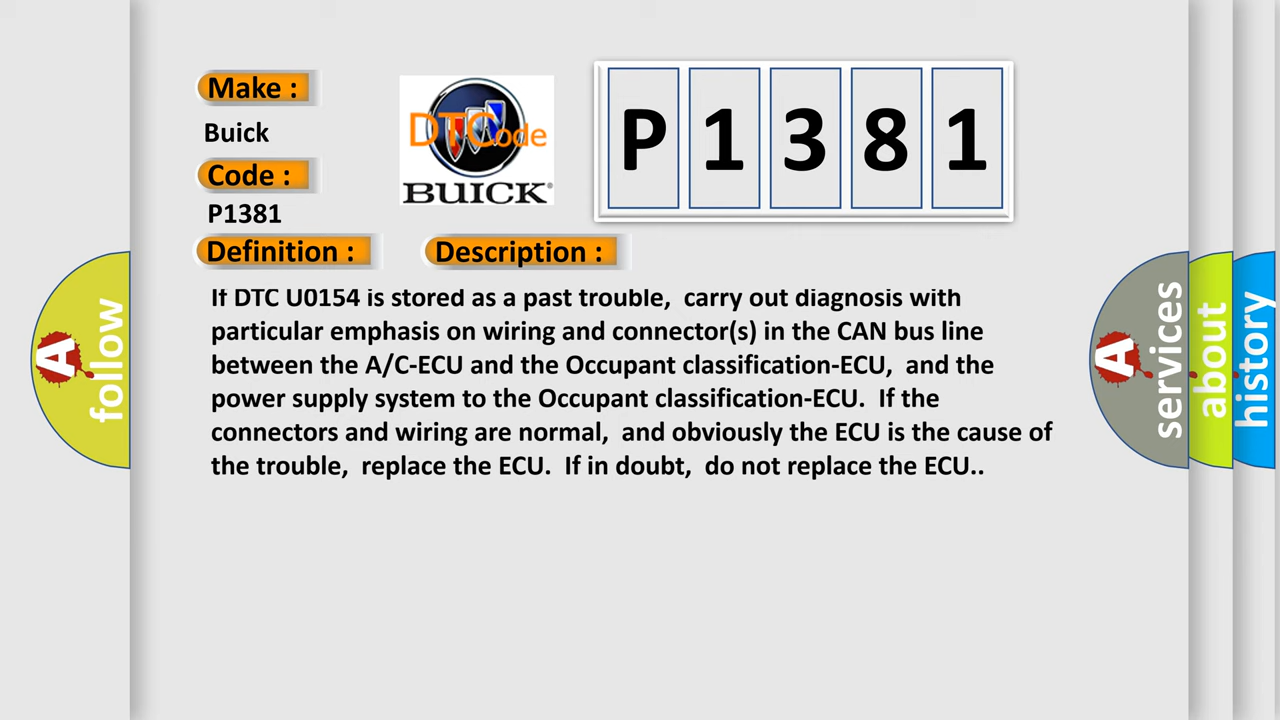 Make :
Buick
Code :
P1381
DTCode
BUICK
P 1 3 8 1
Definition :
Description :
If DTC U0154 is stored as a past trouble, carry out diagnosis with
particular emphasis on wiring and connector(s) in the CAN bus line
between the A/C-ECU and the Occupant classification-ECU, and the
power supply system to the Occupant classification-ECU If the
connectors and wiring are normal, and obviously the ECU is the cause of
the trouble, replace the ECU If in doubt, do not replace the ECU..
A follow
A services
about
history